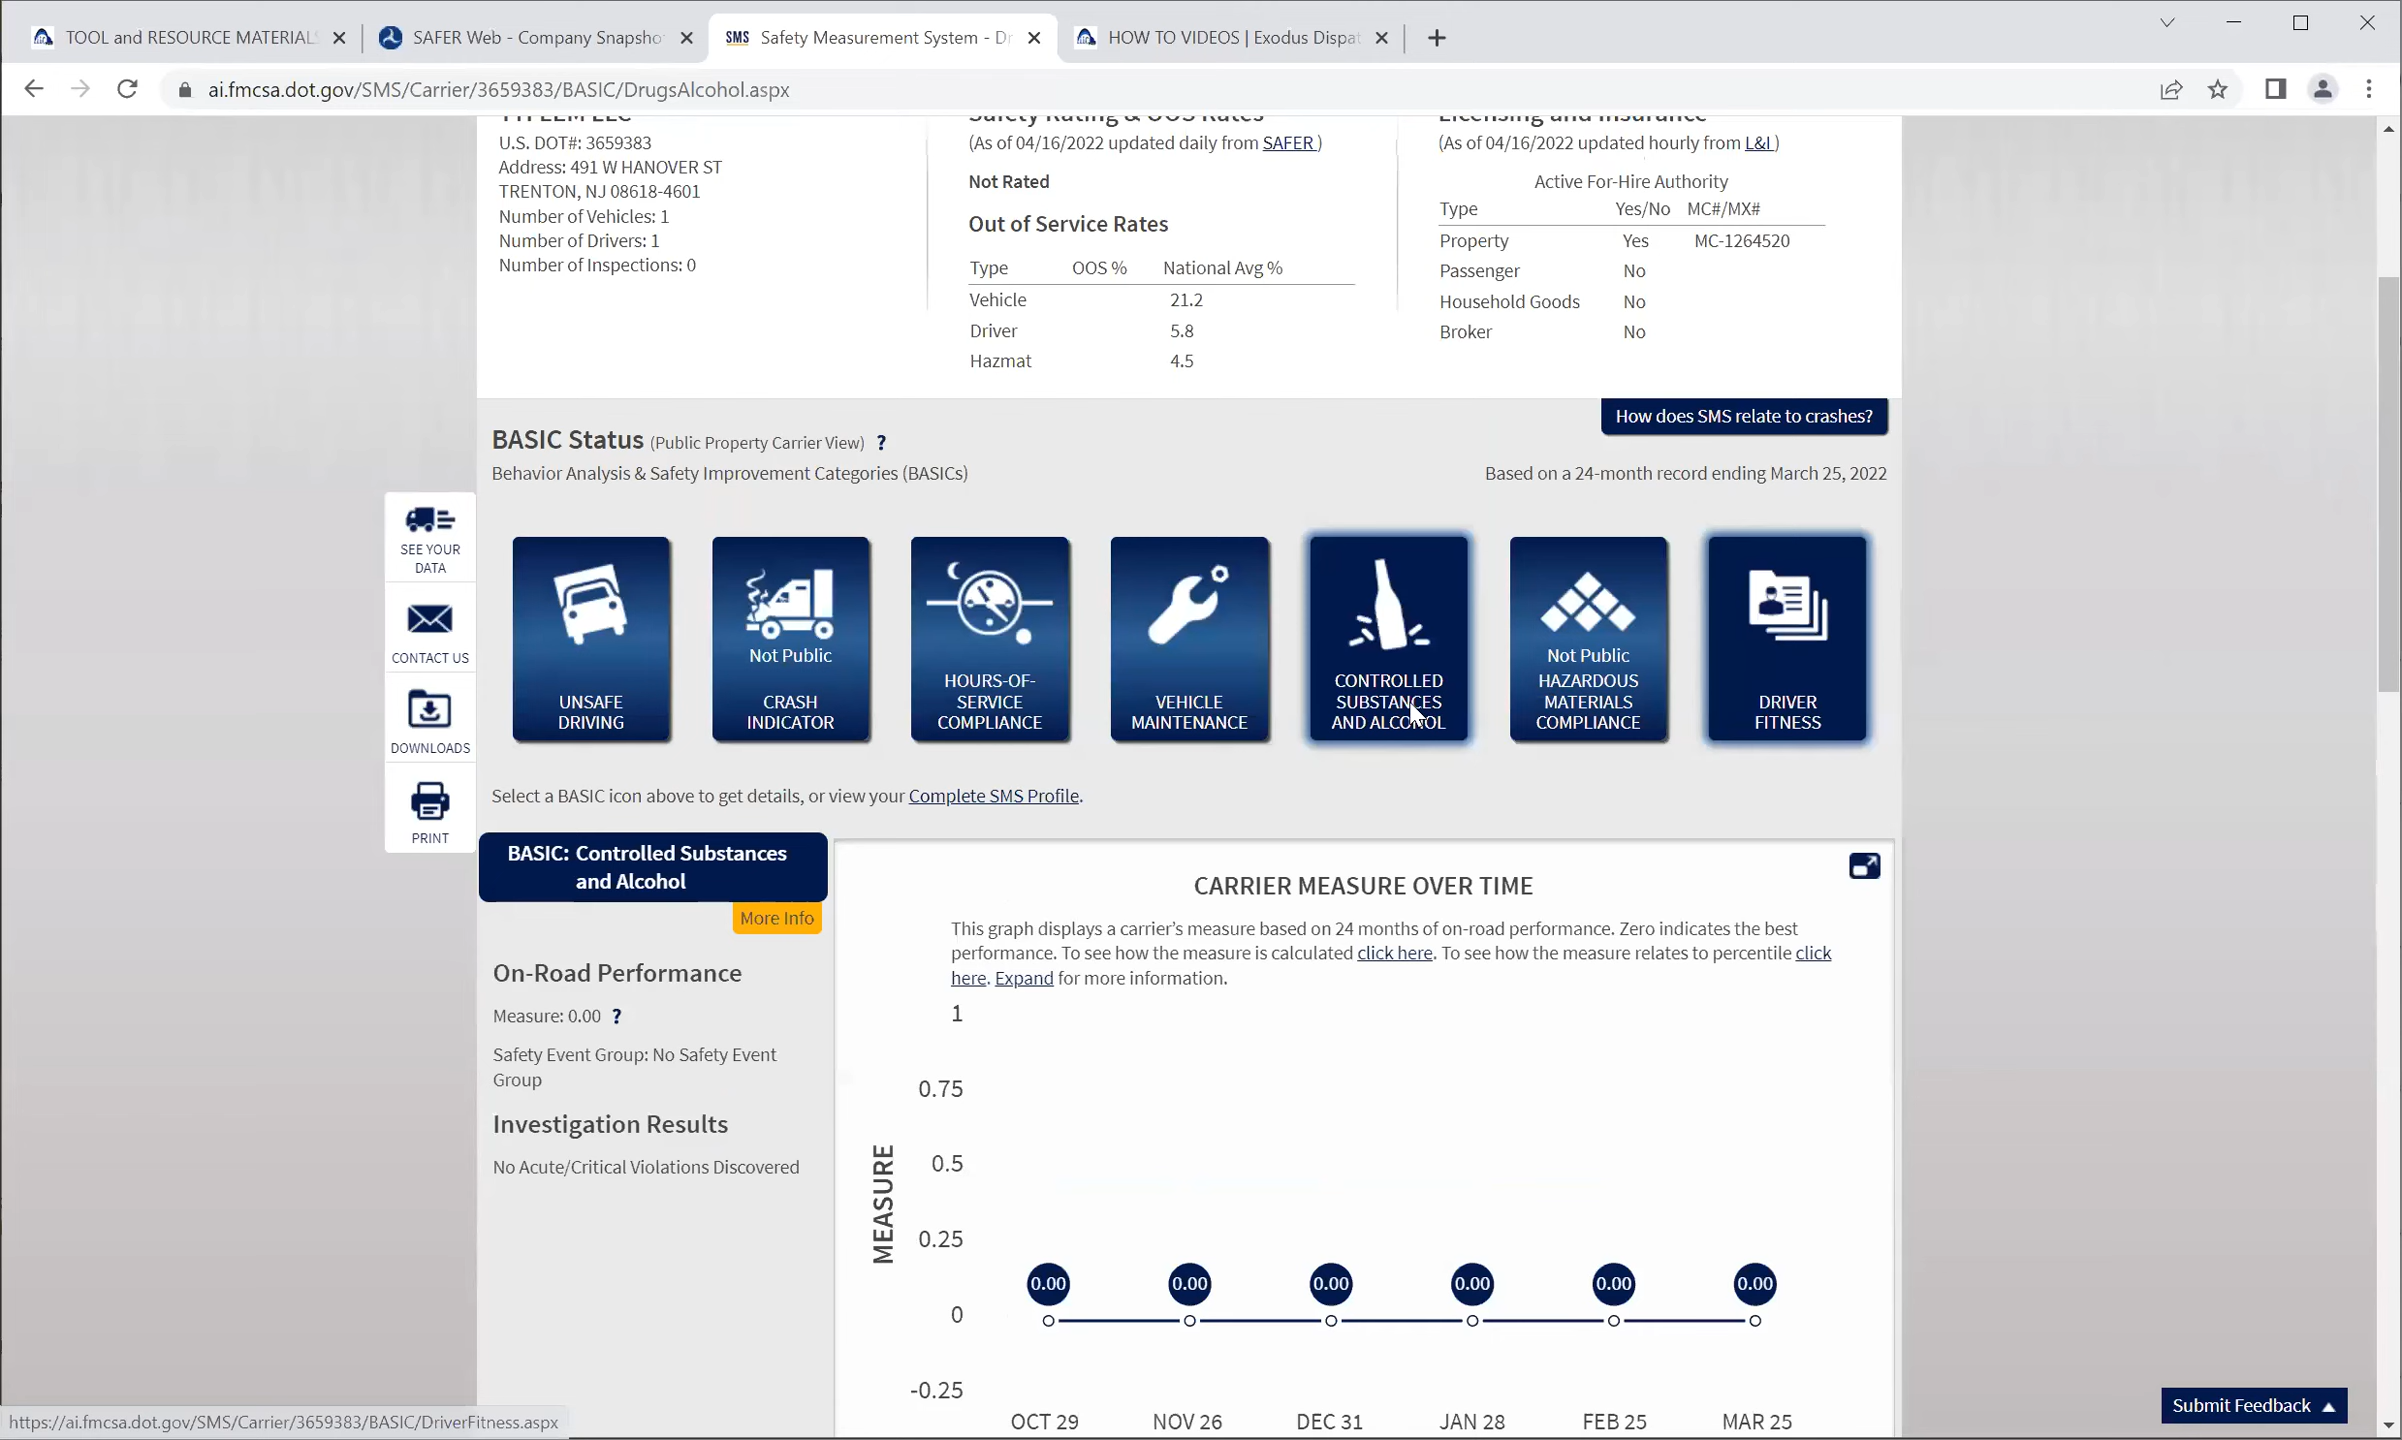 TOOL and RESOURCE MATERIALS
SAFER Web - Company Snapshot
SMS Safety Measurement System - Dr
HOW TO VIDEOS | Exodus Dispat
ai.fmcsa.dot.gov/SMS/Carrier/3659383/BASIC/DrugsAlcohol.aspx
U.S. DOT#: 3659383
Address: 491 W HANOVER ST
TRENTON, NJ 08618-4601
Number of Vehicles: 1
Number of Drivers: 1
Number of Inspections: 0
Safety Rating & OOS Rates
(As of 04/16/2022 updated daily from SAFER )
Not Rated
Out of Service Rates
Type OOS % National Avg %
Vehicle 21.2
Driver 5.8
Hazmat 4.5
Licensing and Insurance
(As of 04/16/2022 updated hourly from L&I )
Active For-Hire Authority
Type Yes/No MC#/MX#
Property Yes MC-1264520
Passenger No
Household Goods No
Broker No
How does SMS relate to crashes?
BASIC Status (Public Property Carrier View) ?
Behavior Analysis & Safety Improvement Categories (BASICs)
Based on a 24-month record ending March 25, 2022
SEE YOUR
DATA
CONTACT US
DOWNLOADS
PRINT
UNSAFE
DRIVING
Not Public
CRASH
INDICATOR
HOURS-OF-
SERVICE
COMPLIANCE
VEHICLE
MAINTENANCE
CONTROLLED
SUBSTANCES
AND ALCOHOL
Not Public
HAZARDOUS
MATERIALS
COMPLIANCE
DRIVER
FITNESS
Select a BASIC icon above to get details, or view your Complete SMS Profile.
BASIC: Controlled Substances
and Alcohol
More Info
On-Road Performance
Measure: 0.00 ?
Safety Event Group: No Safety Event
Group
Investigation Results
No Acute/Critical Violations Discovered
CARRIER MEASURE OVER TIME
This graph displays a carrier's measure based on 24 months of on-road performance. Zero indicates the best
performance. To see how the measure is calculated click here. To see how the measure relates to percentile click
here. Expand for more information.
MEASURE
1
0.75
0.5
0.25
0
-0.25
0.00 0.00 0.00 0.00 0.00 0.00
OCT 29 NOV 26 DEC 31 JAN 28 FEB 25 MAR 25
Submit Feedback
https://ai.fmcsa.dot.gov/SMS/Carrier/3659383/BASIC/DriverFitness.aspx